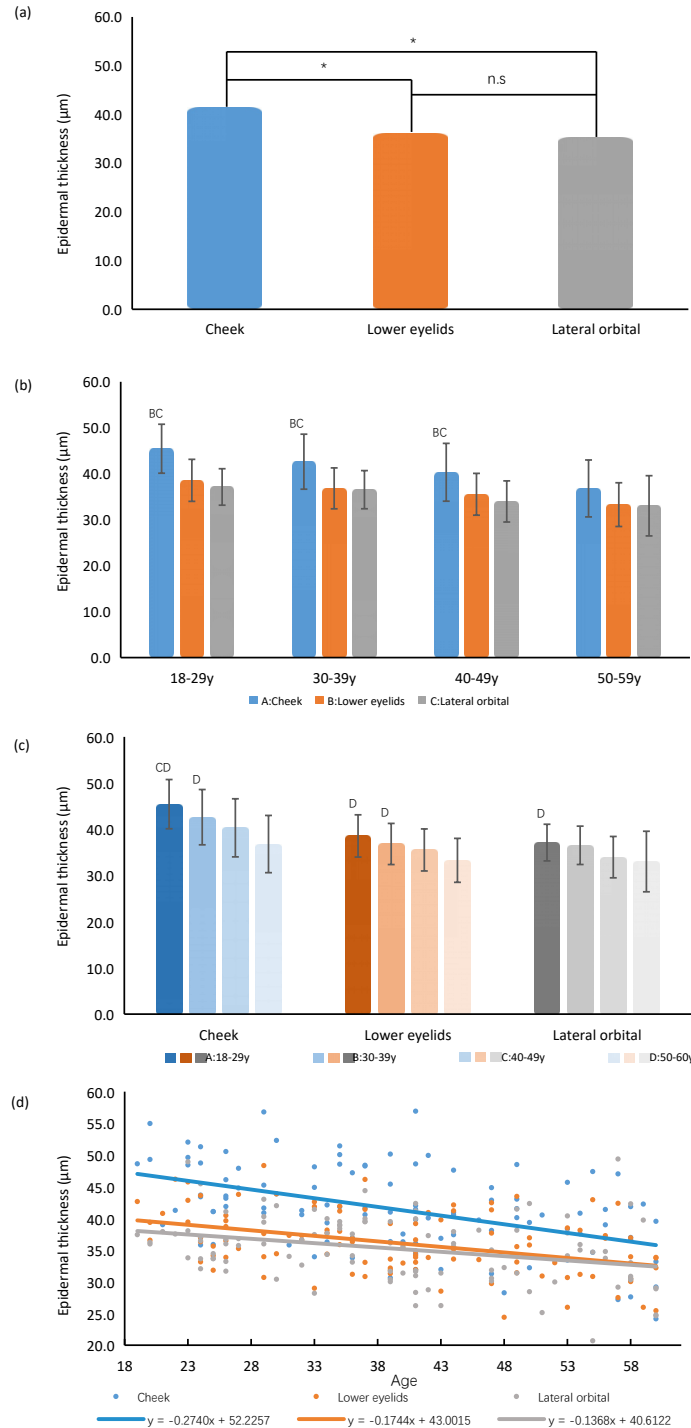 (a)
60.0
50.0
40.0
30.0
20.0
10.0
0.0
Epidermal thickness (μm)
*
*
n.s
Cheek Lower eyelids Lateral orbital
(b)
60.0
50.0
40.0
30.0
20.0
10.0
0.0
Epidermal thickness (μm)
BC
BC
BC
18-29y 30-39y 40-49y 50-59y
A:Cheek B:Lower eyelids C:Lateral orbital
(c)
60.0
50.0
40.0
30.0
20.0
10.0
0.0
Epidermal thickness (μm)
CD
D
D
D
D
Cheek Lower eyelids Lateral orbital
A:18-29y B:30-39y C:40-49y D:50-60y
(d)
60.0
55.0
50.0
45.0
40.0
35.0
30.0
25.0
20.0
Epidermal thickness (μm)
18 23 28 33 38 43 48 53 58
Age
Cheek Lower eyelids Lateral orbital
y = -0.2740x + 52.2257 y = -0.1744x + 43.0015 y = -0.1368x + 40.6122